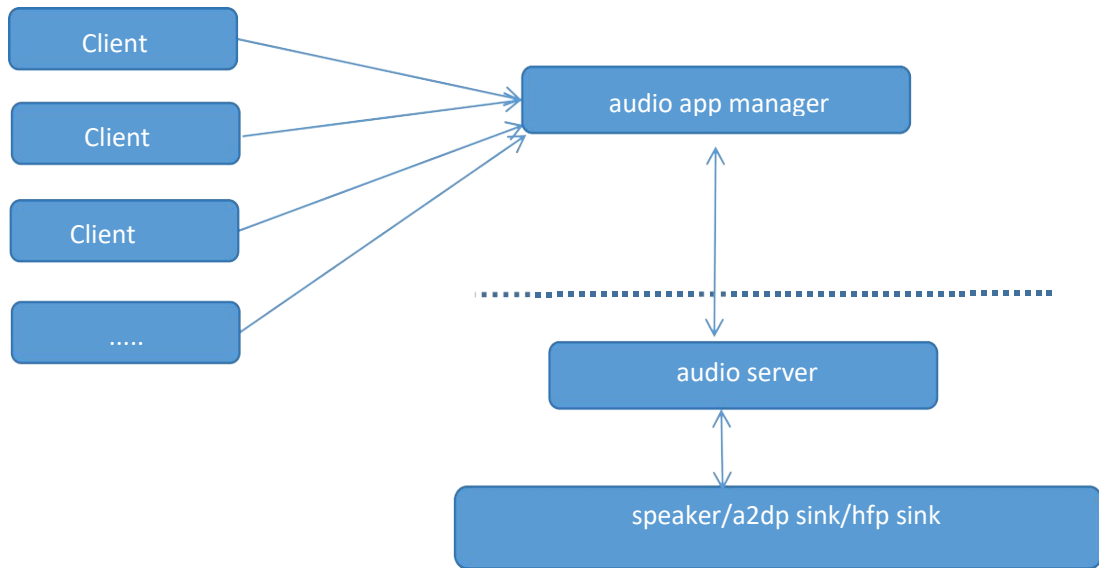 Client
audio app manager
Client
Client
.....
audio server
speaker/a2dp sink/hfp sink